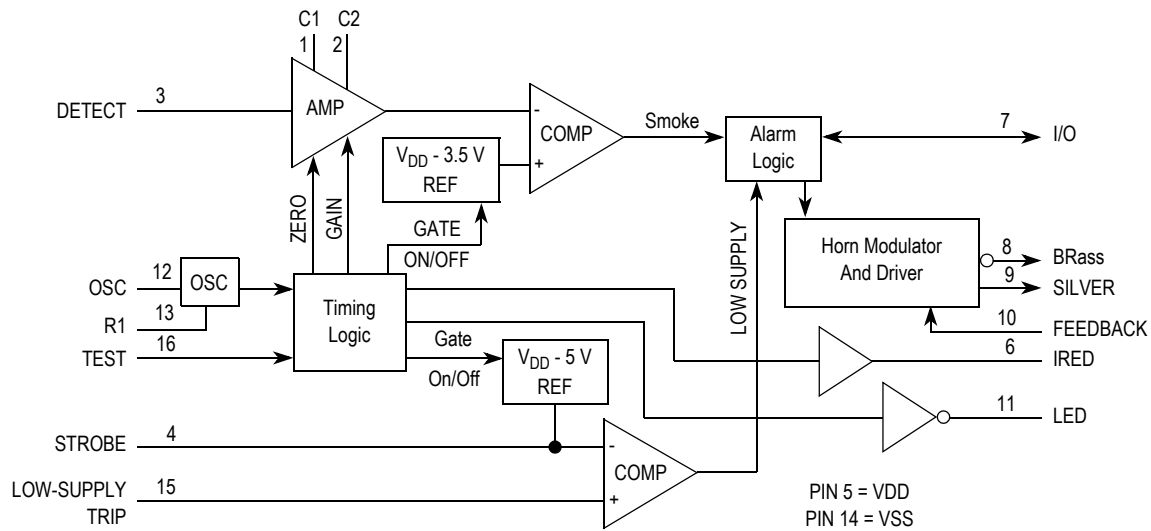 C1
C2
1
2
DETECT
3
AMP
-
+
COMP
Smoke
Alarm
Logic
7
I/O
VDD - 3.5 V
REF
ZERO
GAIN
GATE
ON/OFF
LOW SUPPLY
Horn Modulator
And Driver
8
BRass
9
SILVER
10
FEEDBACK
OSC
12
OSC
R1
13
TEST
16
Timing
Logic
Gate
On/Off
VDD - 5 V
REF
6
IRED
11
LED
STROBE
4
-
+
COMP
LOW-SUPPLY
TRIP
15
PIN 5 = VDD
PIN 14 = VSS